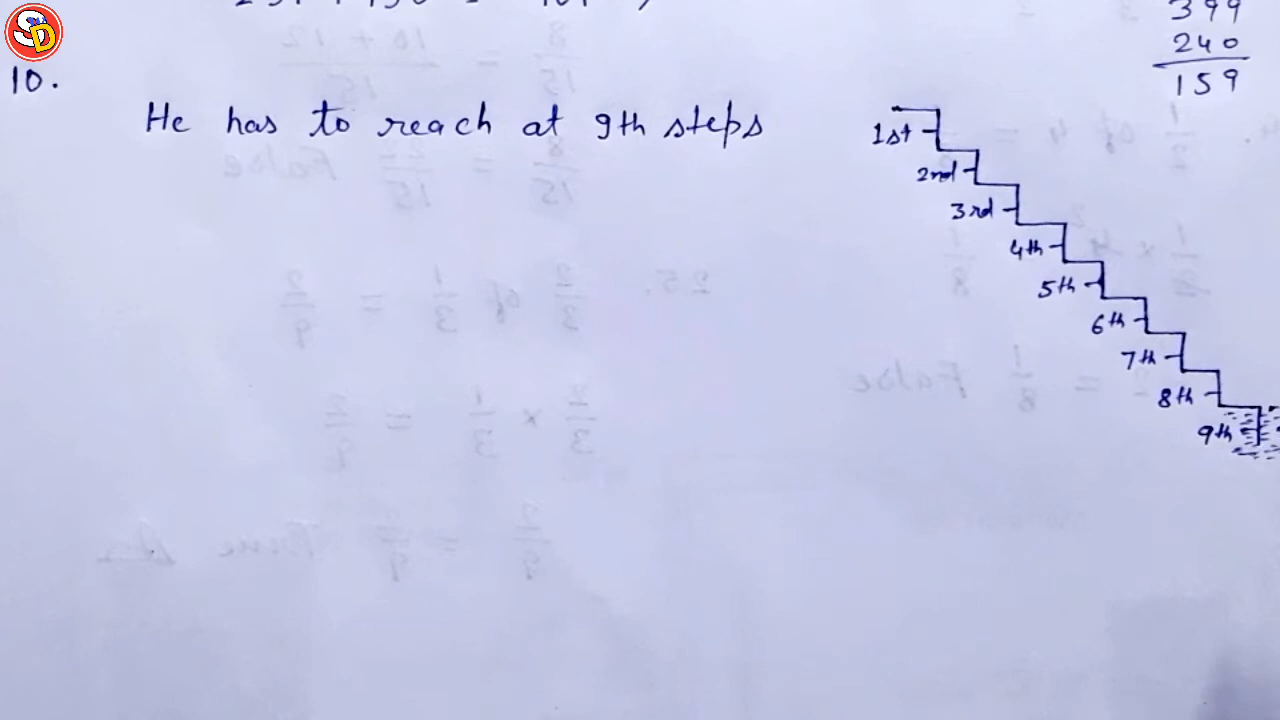 399
240
159
10.
He has to reach at 9th steps
1st
2nd
3rd
4th
5th
6th
7th
8th
9th
SD